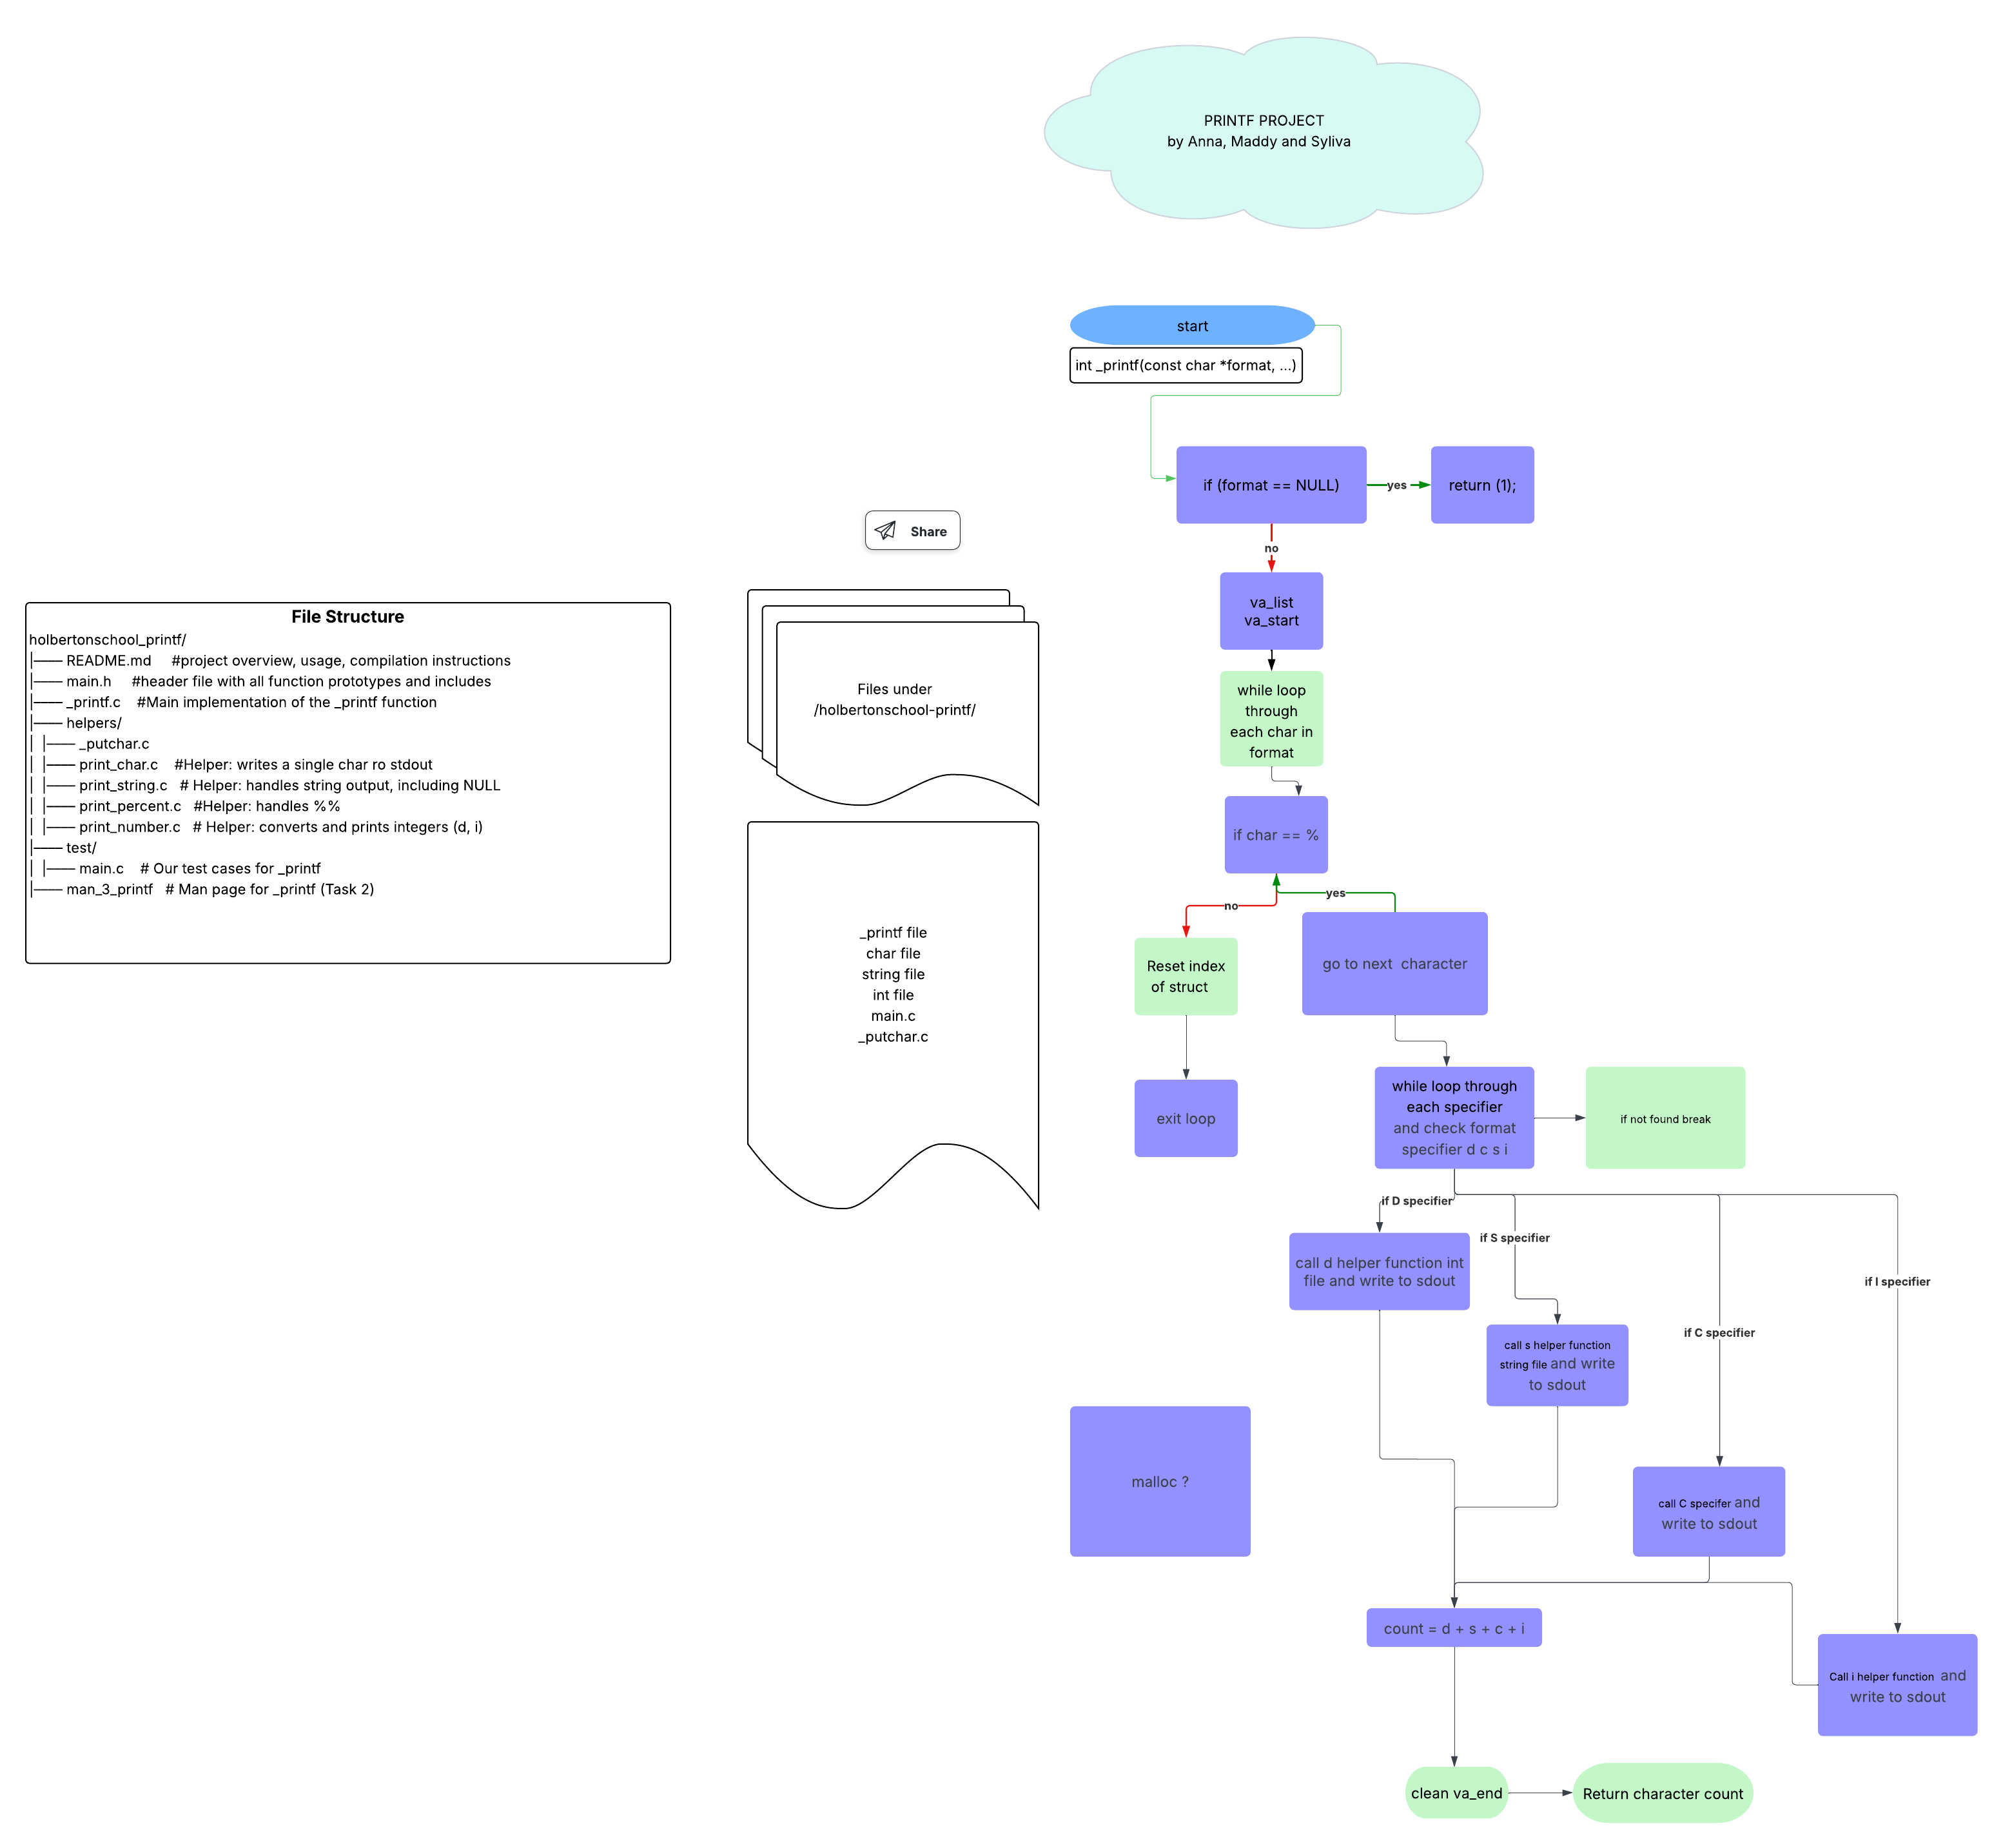 PRINTF PROJECT
by Anna, Maddy and Syliva
start
int _printf(const char *format, ...)
if (format == NULL)
yes
return (1);
no
va_list
va_start
while loop
through
each char in
format
if char == %
no
yes
Reset index
of struct
go to next character
exit loop
while loop through
each specifier
and check format
specifier d c s i
if not found break
if D specifier
if S specifier
if C specifier
if I specifier
call d helper function int
file and write to sdout
call s helper function
string file and write
to sdout
call C specifer and
write to sdout
Call i helper function and
write to sdout
malloc ?
count = d + s + c + i
clean va_end
Return character count
Share
Files under
/holbertonschool-printf/
_printf file
char file
string file
int file
main.c
_putchar.c
File Structure
holbertonschool_printf/
|—— README.md #project overview, usage, compilation instructions
|—— main.h #header file with all function prototypes and includes
|—— _printf.c #Main implementation of the _printf function
|—— helpers/
| |—— _putchar.c
| |—— print_char.c #Helper: writes a single char ro stdout
| |—— print_string.c # Helper: handles string output, including NULL
| |—— print_percent.c #Helper: handles %%
| |—— print_number.c # Helper: converts and prints integers (d, i)
|—— test/
| |—— main.c # Our test cases for _printf
|—— man_3_printf # Man page for _printf (Task 2)